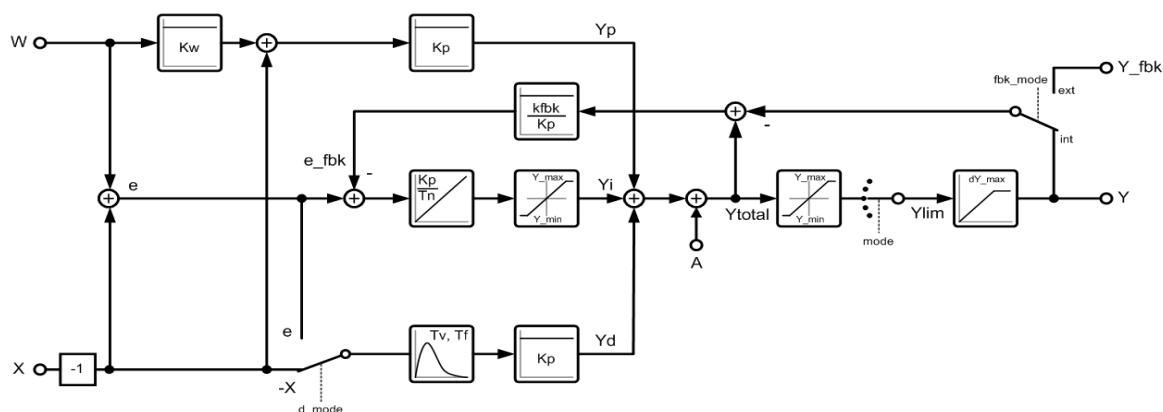 W
Kw
+
Kp
Yp
Y_fbk
fbk_mode
ext
kfbk
Kp
+
-
int
e_fbk
-
+
e
+
Kp
Tn
Y_max
Y_min
Yi
+
+
Ytotal
Y_max
Y_min
mode
Ylim
dY_max
Y
A
e
Tv, Tf
Kp
Yd
X
-1
-X
d_mode